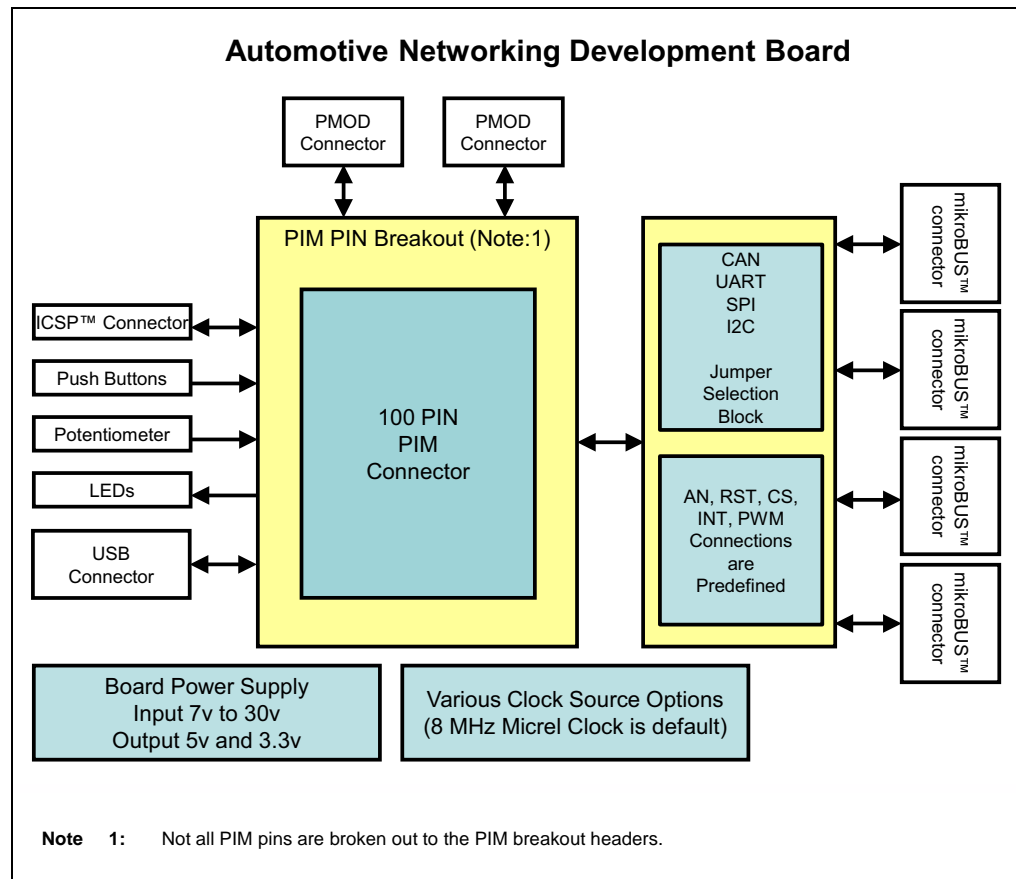 Automotive Networking Development Board
PMOD
Connector
PMOD
Connector
PIM PIN Breakout (Note:1)
100 PIN
PIM
Connector
ICSP™ Connector
Push Buttons
Potentiometer
LEDs
USB
Connector
CAN
UART
SPI
I2C
Jumper
Selection
Block
AN, RST, CS,
INT, PWM
Connections
are
Predefined
mikroBUS™
connector
mikroBUS™
connector
mikroBUS™
connector
mikroBUS™
connector
Board Power Supply
Input 7v to 30v
Output 5v and 3.3v
Various Clock Source Options
(8 MHz Micrel Clock is default)
Note 1: Not all PIM pins are broken out to the PIM breakout headers.